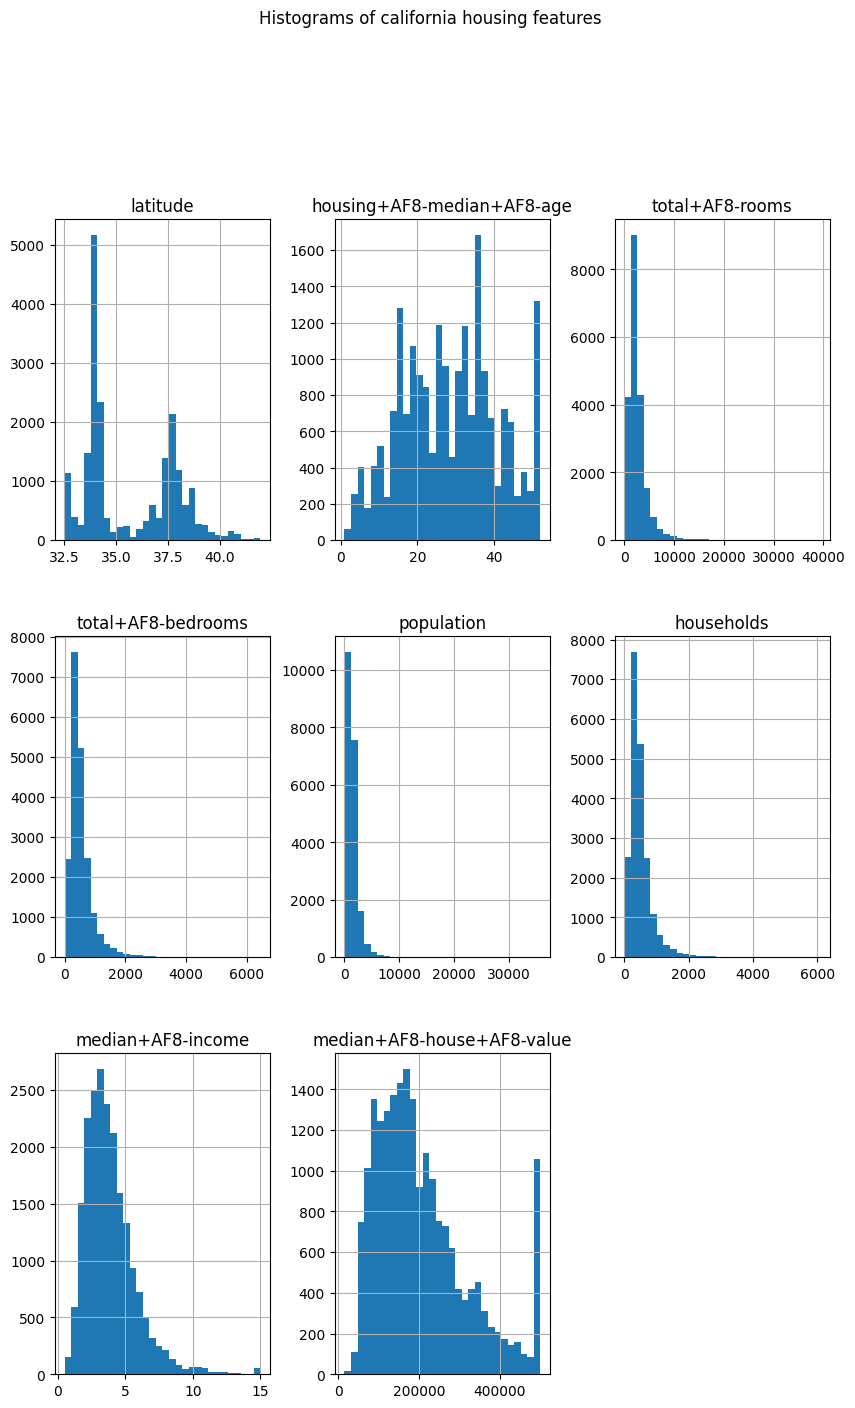 Histograms of california housing features
latitude housing+AF8-median+AF8-age total+AF8-rooms
5000 4000 3000 2000 1000 0
32.5 35.0 37.5 40.0
1600 1400 1200 1000 800 600 400 200 0
0 20 40
8000 6000 4000 2000 0
0 10000 20000 30000 40000
total+AF8-bedrooms population households
8000 7000 6000 5000 4000 3000 2000 1000 0
0 2000 4000 6000
10000 8000 6000 4000 2000 0
0 10000 20000 30000
8000 7000 6000 5000 4000 3000 2000 1000 0
0 2000 4000 6000
median+AF8-income median+AF8-house+AF8-value
2500 2000 1500 1000 500 0
0 5 10 15
1400 1200 1000 800 600 400 200 0
0 200000 400000